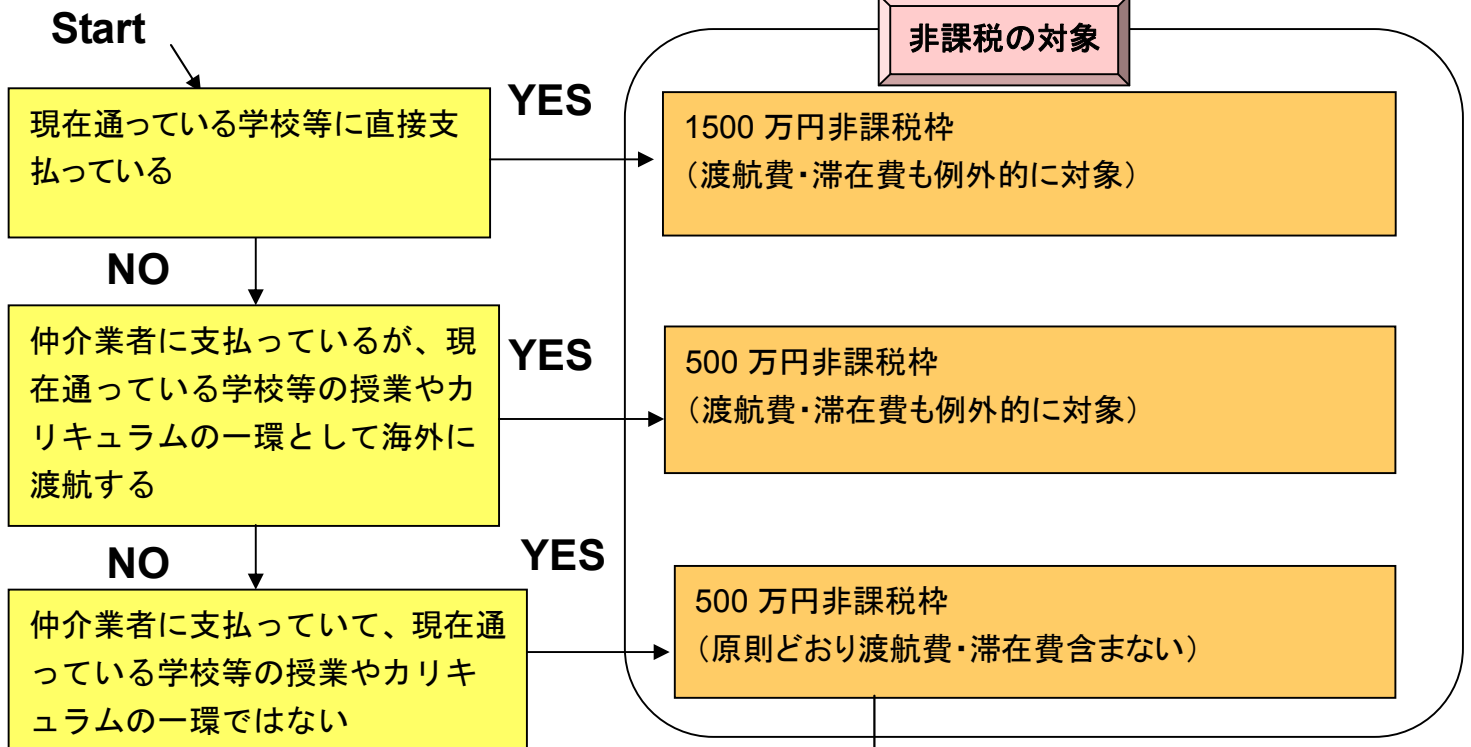 Start
非課税の対象
現在通っている学校等に直接支
払っている
YES
1500 万円非課税枠
（渡航費・滞在費も例外的に対象）
NO
仲介業者に支払っているが、現
在通っている学校等の授業やカ
リキュラムの一環として海外に
渡航する
YES
500 万円非課税枠
（渡航費・滞在費も例外的に対象）
NO
仲介業者に支払っていて、現在通
っている学校等の授業やカリキ
ュラムの一環ではない
YES
500 万円非課税枠
（原則どおり渡航費・滞在費含まない）